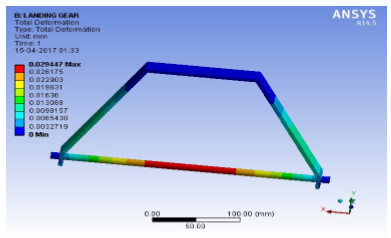 B: LANDING GEAR
Total Deformation
Type: Total Deformation
Unit: mm
Time: 1
15-04-2017 01:33
0.029447 Max
0.026175
0.022903
0.019631
0.01636
0.013088
0.0098157
0.0065438
0.0032719
0 Min
ANSYS
R14.5
0.00
100.00 (mm)
50.00
Y
X